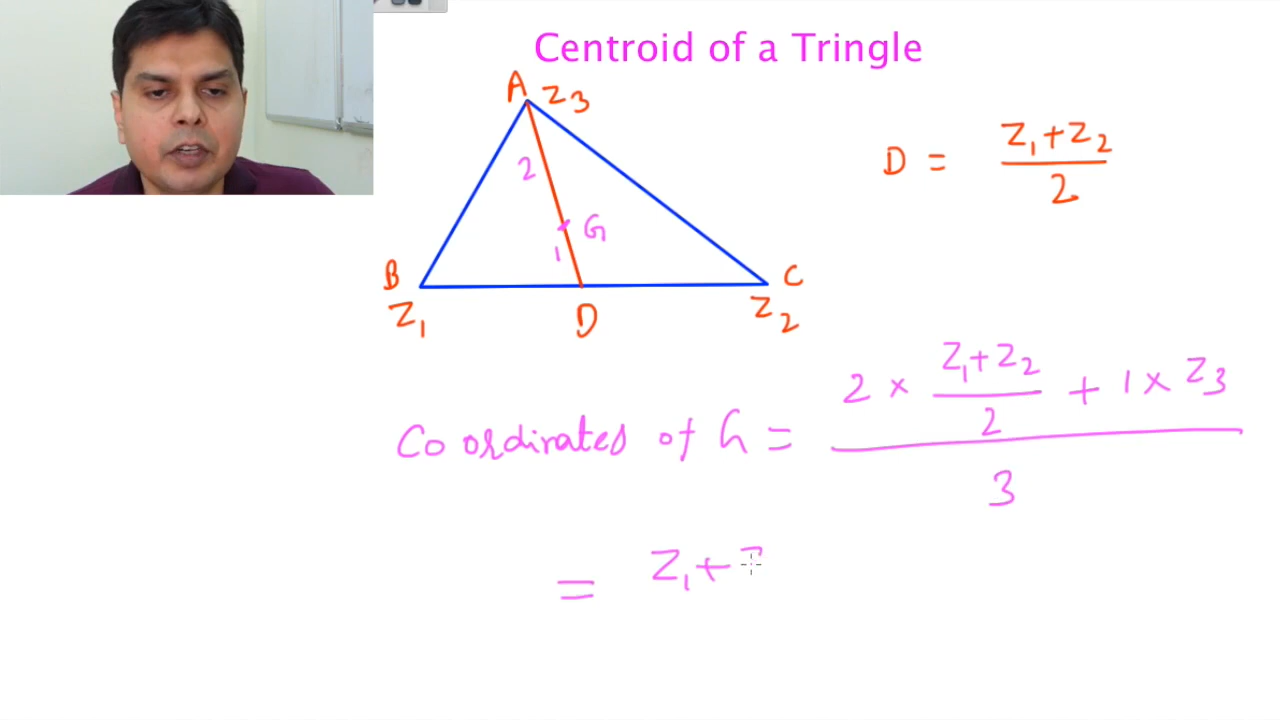 Centroid of a Tringle
A z3
2
G
1
B
C
z1
D
z2
D = (z1+z2)/2
Coordinates of G = (2 × (z1+z2)/2 + 1 × z3)/3
= z1+